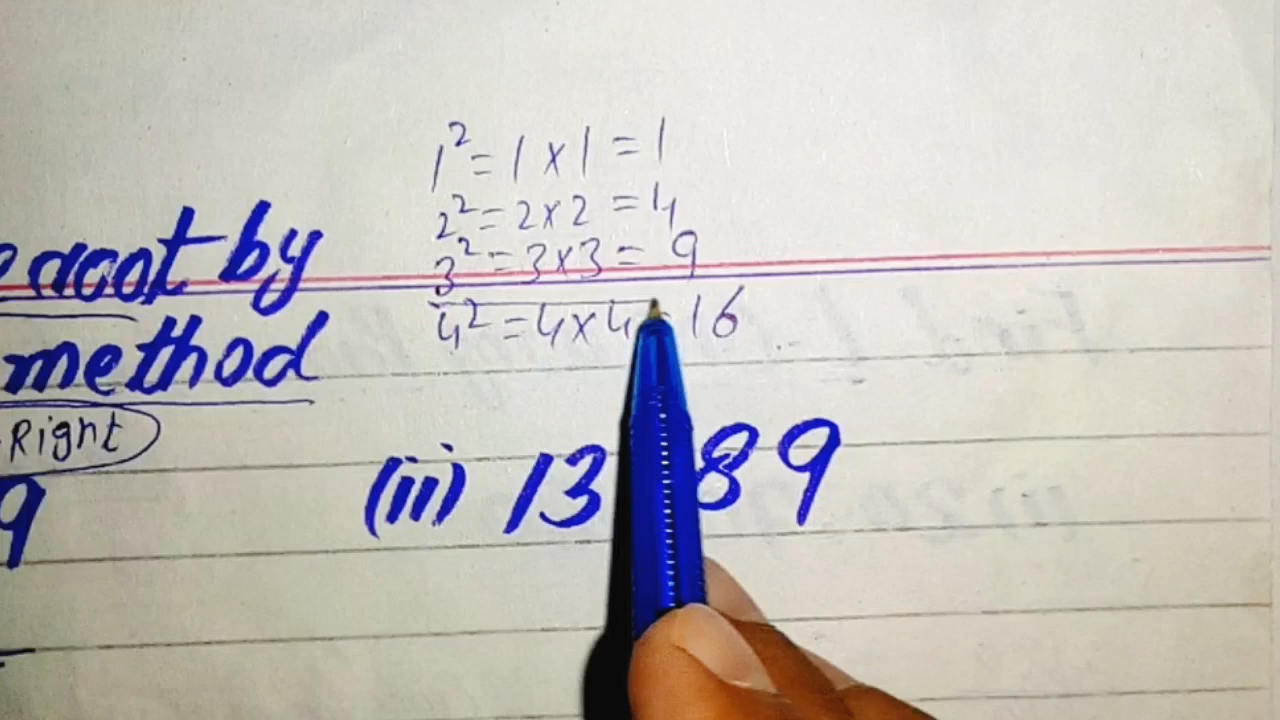 1² = 1 × 1 = 1
2² = 2×2 = 4
3² = 3×3 = 9
4² = 4×4 = 16
root by
method
Right
9
(ii) 13 89